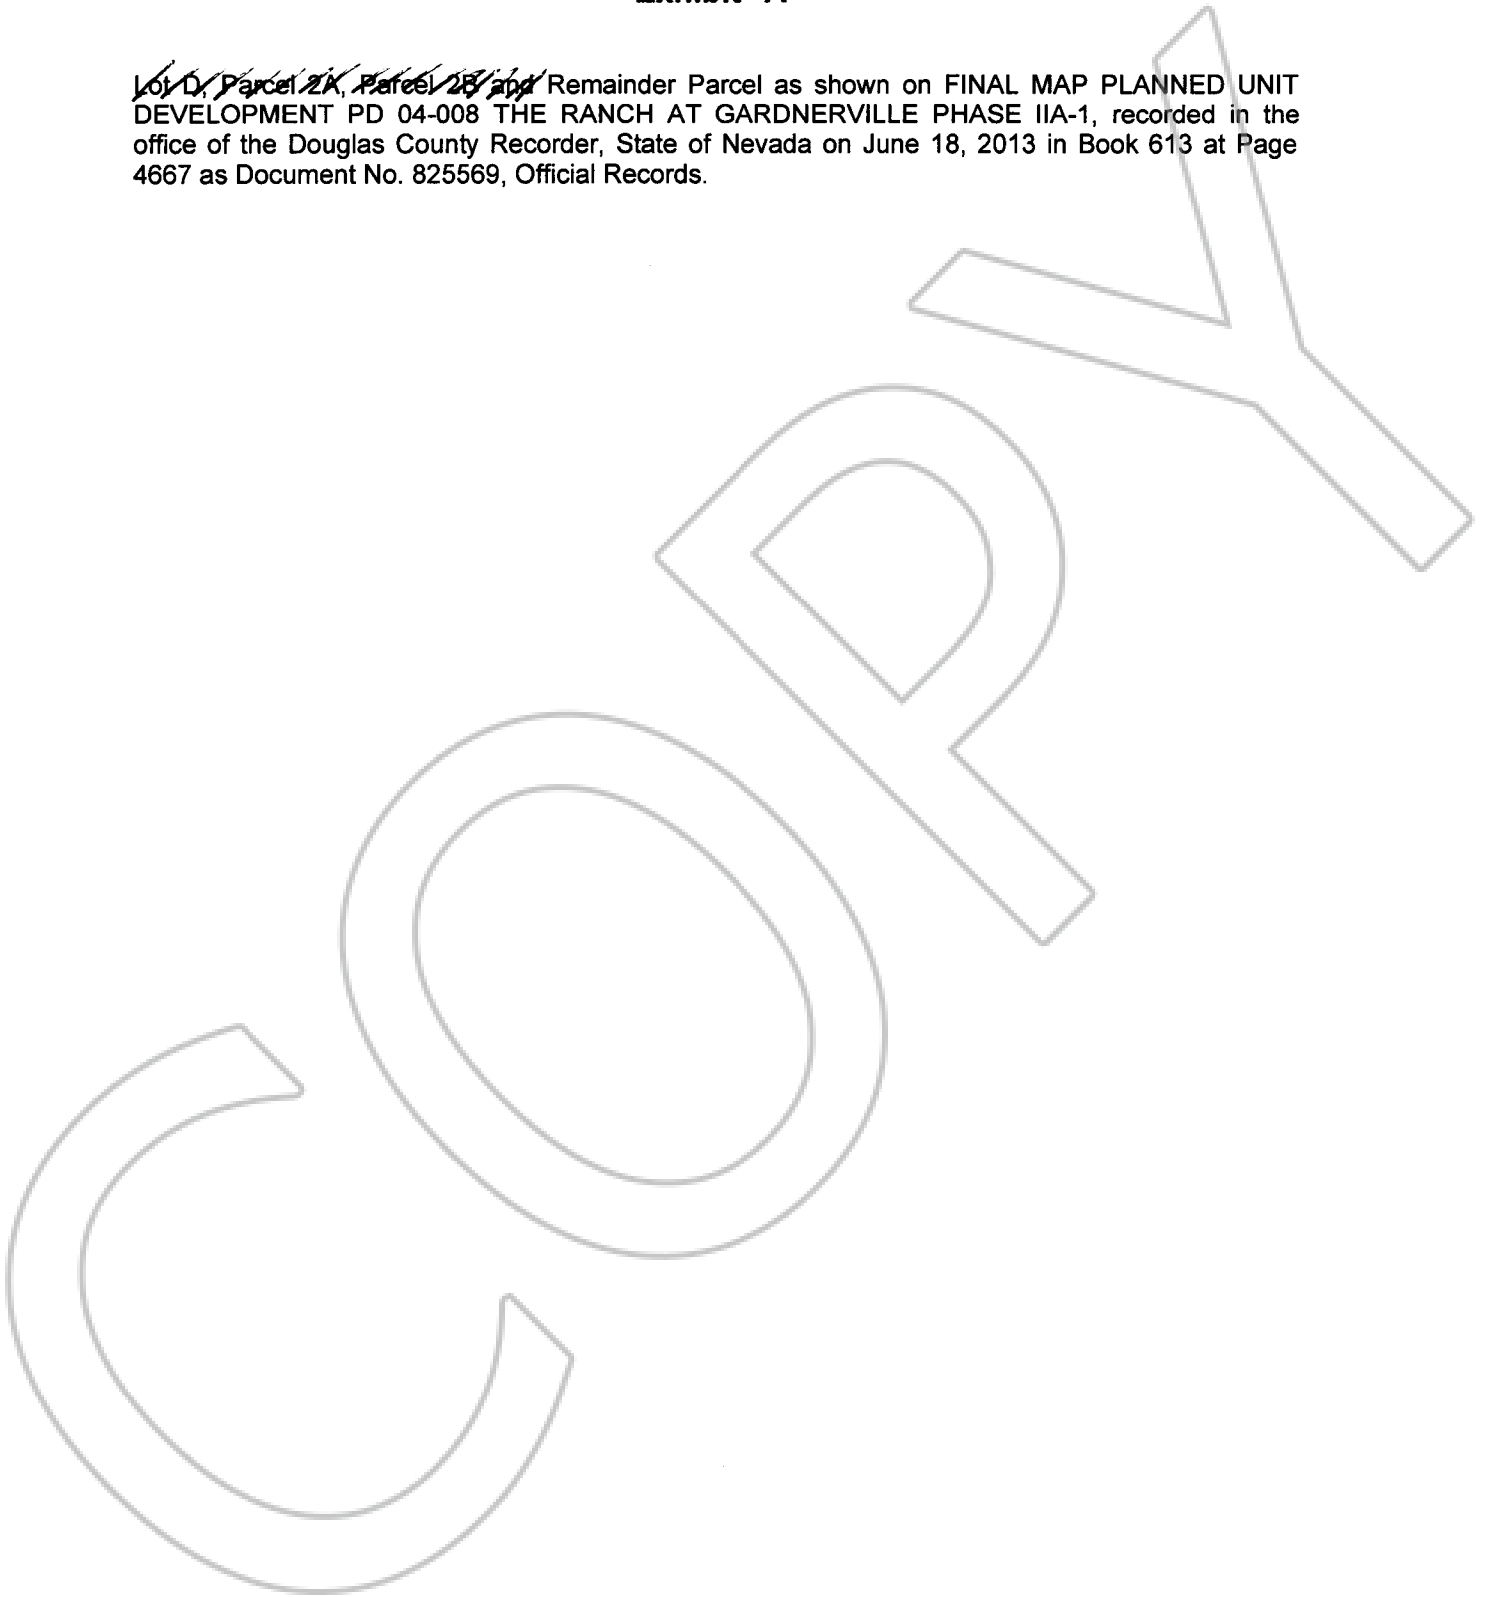 Lot D, Parcel 2A, Parcel 2B and Remainder Parcel as shown on FINAL MAP PLANNED UNIT
DEVELOPMENT PD 04-008 THE RANCH AT GARDNERVILLE PHASE IIA-1, recorded in the
office of the Douglas County Recorder, State of Nevada on June 18, 2013 in Book 613 at Page
4667 as Document No. 825569, Official Records.
COPY